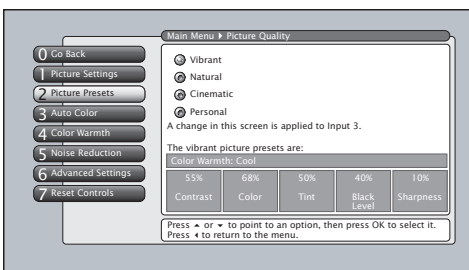 Main Menu ▸ Picture Quality
0 Go Back
1 Picture Settings
2 Picture Presets
3 Auto Color
4 Color Warmth
5 Noise Reduction
6 Advanced Settings
7 Reset Controls
Vibrant
Natural
Cinematic
Personal
A change in this screen is applied to Input 3.
The vibrant picture presets are:
Color Warmth: Cool
55% 68% 50% 40% 10%
Contrast Color Tint Black Level Sharpness
Press ▲ or ▼ to point to an option, then press OK to select it.
Press ◂ to return to the menu.